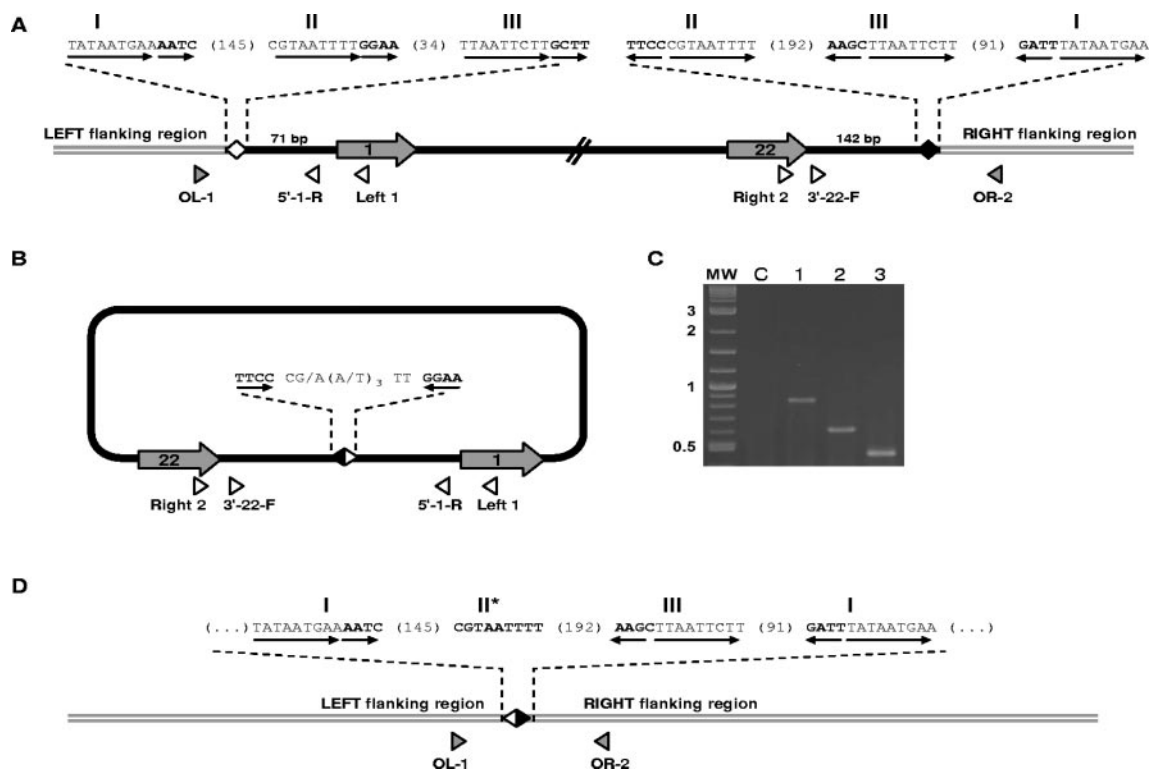 A
I II III II III I
TATAATGAAAATC (145) CGTAATTTTGGAA (34) TTAATTCTTGCTT TTCCCGTAATTTT (192) AAGCTTAATTCTT (91) GATTTATAATGAA
LEFT flanking region 71 bp 142 bp RIGHT flanking region
1 22
OL-1 5'-1-R Left 1 Right 2 3'-22-F OR-2
B
TTCC CG/A(A/T)3 TT GGAA
22 1
Right 2 3'-22-F 5'-1-R Left 1
C
MW C 1 2 3
3
2
1
0.5
D
I II* III I
(...) TATAATGAAAATC (145) CGTAATTTT (192) AAGCTTAATTCTT (91) GATTTATAATGAA (...)
LEFT flanking region RIGHT flanking region
OL-1 OR-2